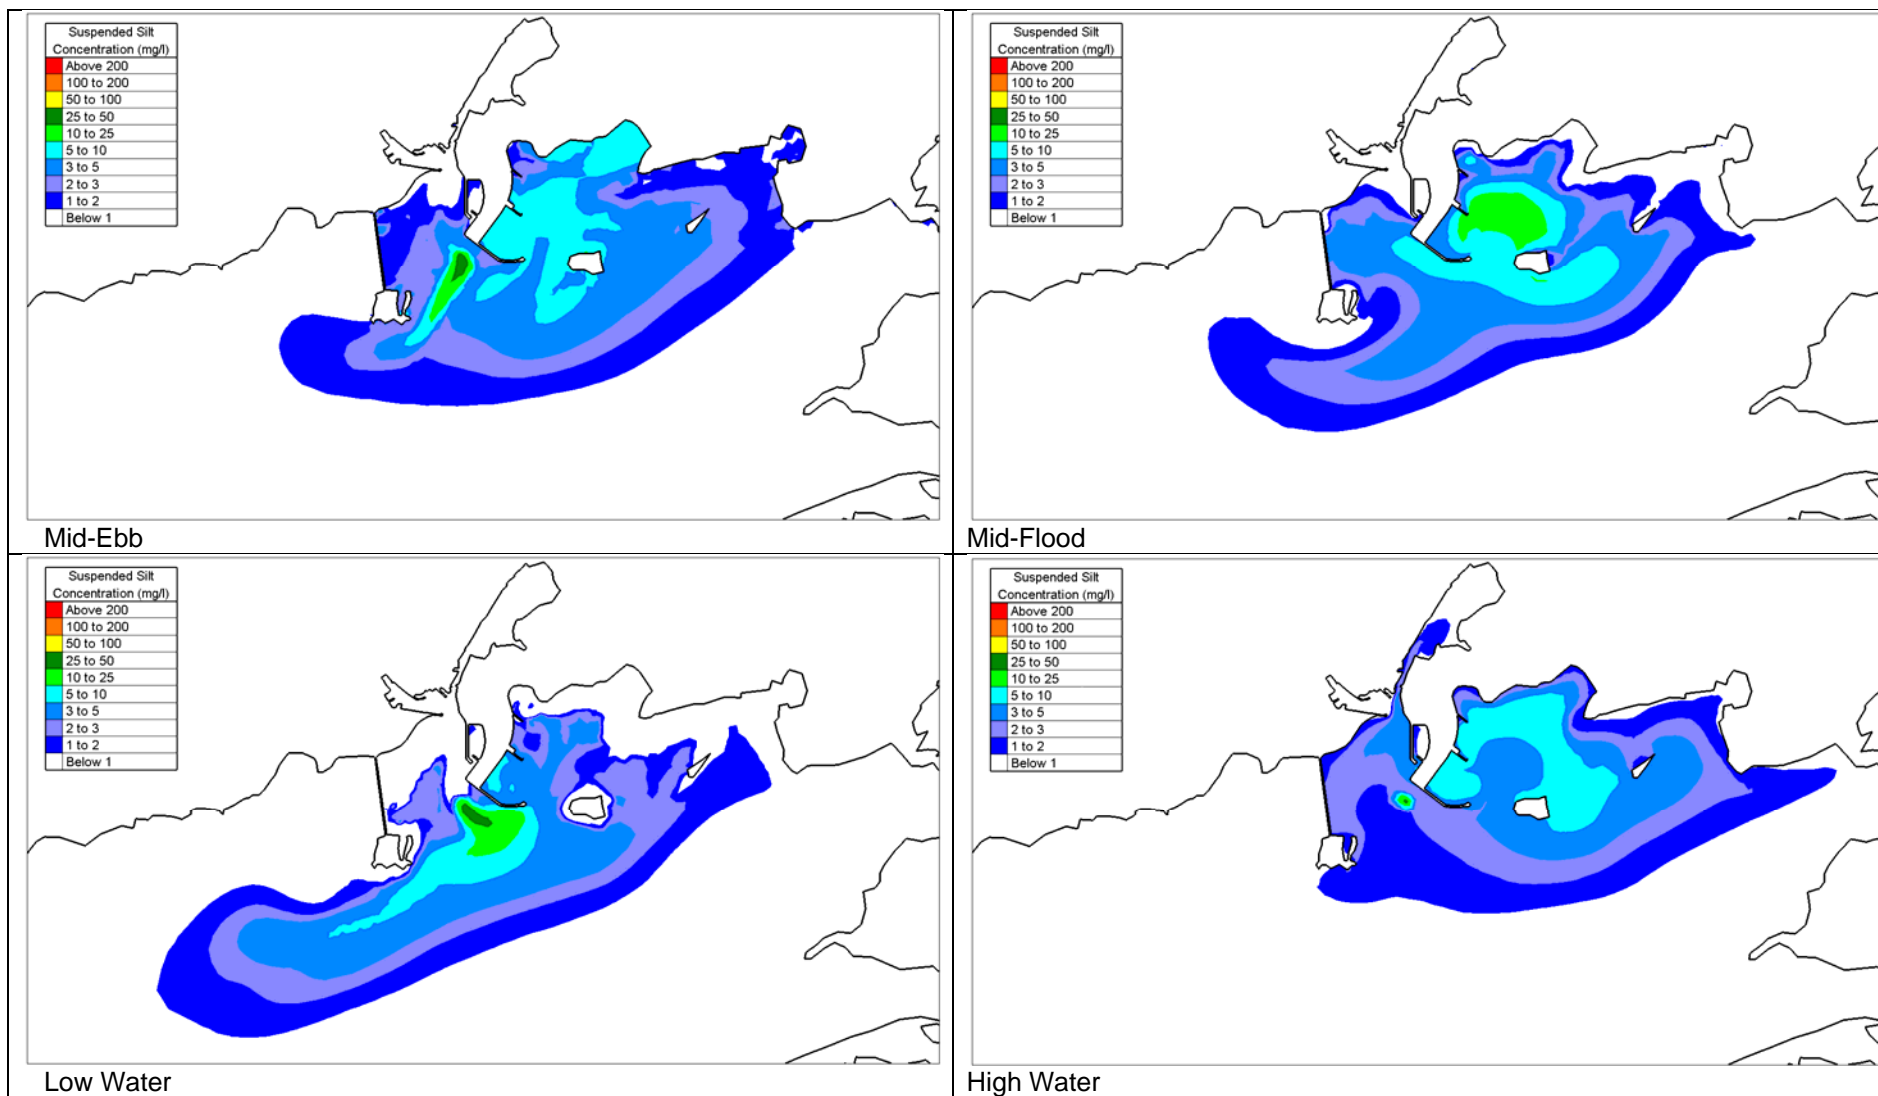 Suspended Silt
Concentration (mg/l)
Above 200
100 to 200
50 to 100
25 to 50
10 to 25
5 to 10
3 to 5
2 to 3
1 to 2
Below 1
Mid-Ebb
Suspended Silt
Concentration (mg/l)
Above 200
100 to 200
50 to 100
25 to 50
10 to 25
5 to 10
3 to 5
2 to 3
1 to 2
Below 1
Mid-Flood
Suspended Silt
Concentration (mg/l)
Above 200
100 to 200
50 to 100
25 to 50
10 to 25
5 to 10
3 to 5
2 to 3
1 to 2
Below 1
Low Water
Suspended Silt
Concentration (mg/l)
Above 200
100 to 200
50 to 100
25 to 50
10 to 25
5 to 10
3 to 5
2 to 3
1 to 2
Below 1
High Water